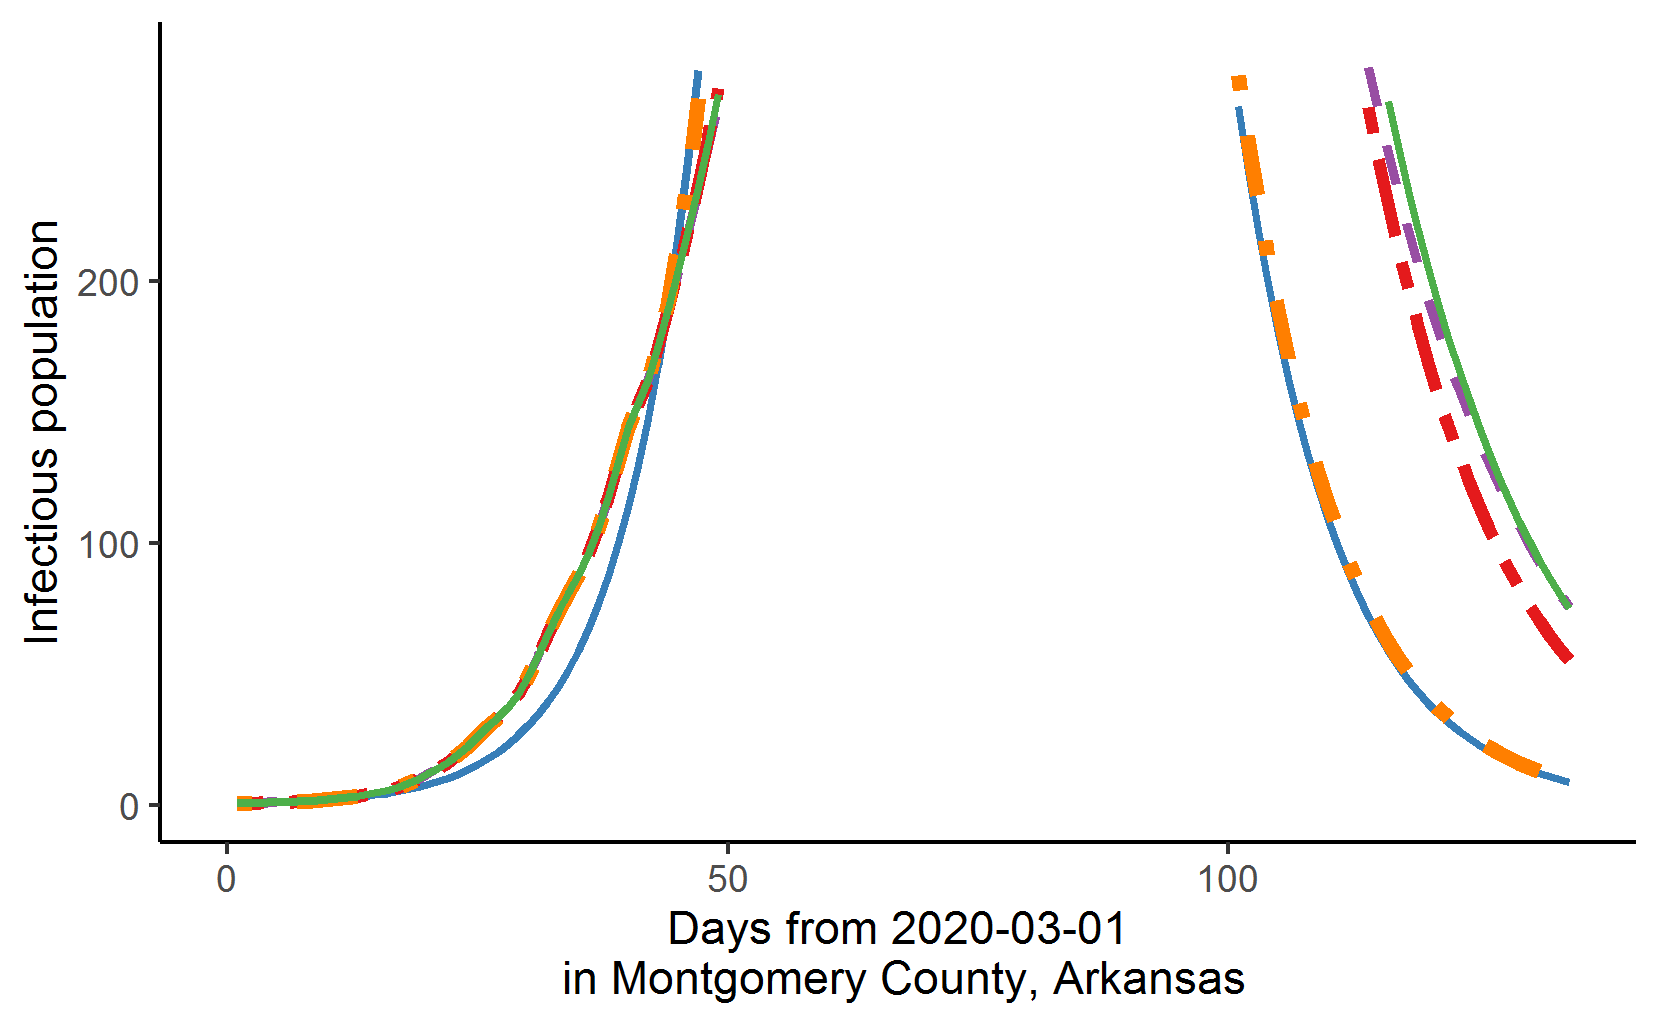 Infectious population
200
100
0
0
50
100
Days from 2020-03-01
in Montgomery County, Arkansas